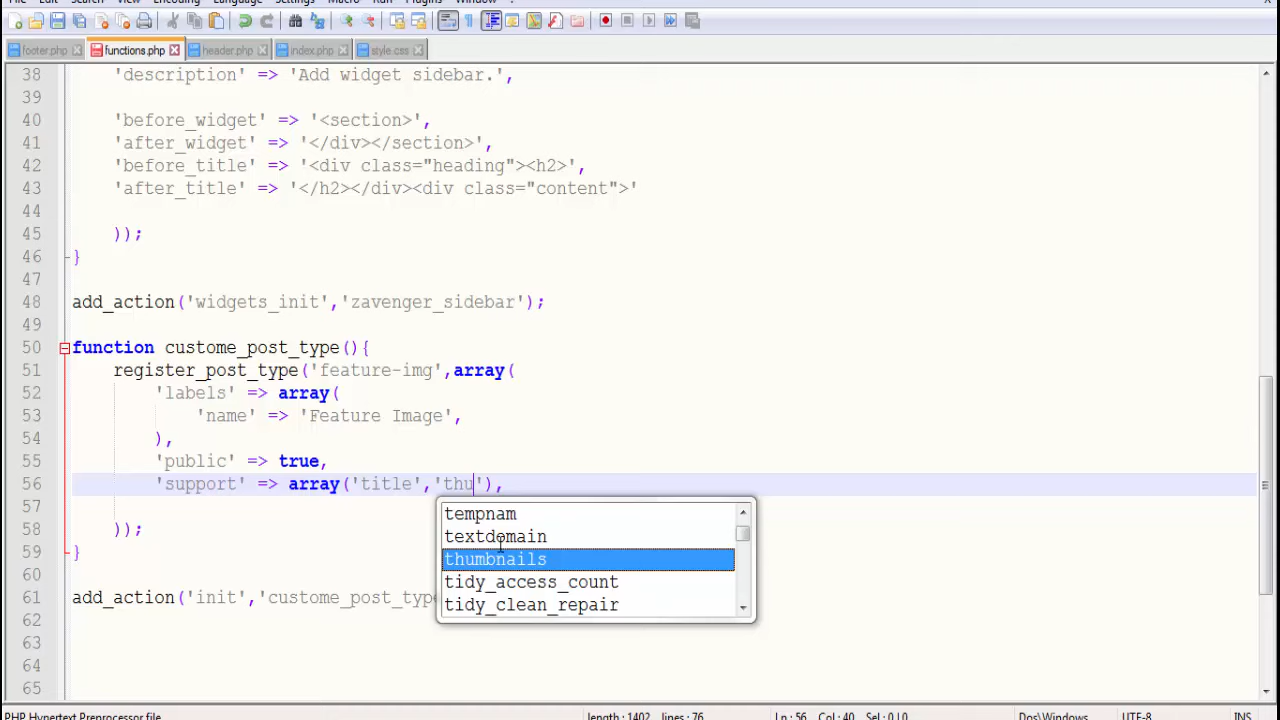 footer.php functions.php header.php index.php style.css
38 'description' => 'Add widget sidebar.',
39
40 'before_widget' => '<section>',
41 'after_widget' => '</div></section>',
42 'before_title' => '<div class="heading"><h2>',
43 'after_title' => '</h2></div><div class="content">'
44
45 ));
46 }
47
48 add_action('widgets_init','zavenger_sidebar');
49
50 function custome_post_type(){
51 register_post_type('feature-img',array(
52 'labels' => array(
53 'name' => 'Feature Image',
54 ),
55 'public' => true,
56 'support' => array('title','thu'),
57
58 ));
59 }
60
61 add_action('init','custome_post_type
62
63
64
65
tempnam
textdomain
thumbnails
tidy_access_count
tidy_clean_repair
PHP Hypertext Preprocessor file length : 1402 lines : 76 Ln : 56 Col : 40 Sel : 0 | 0 Dos\Windows UTF-8 INS